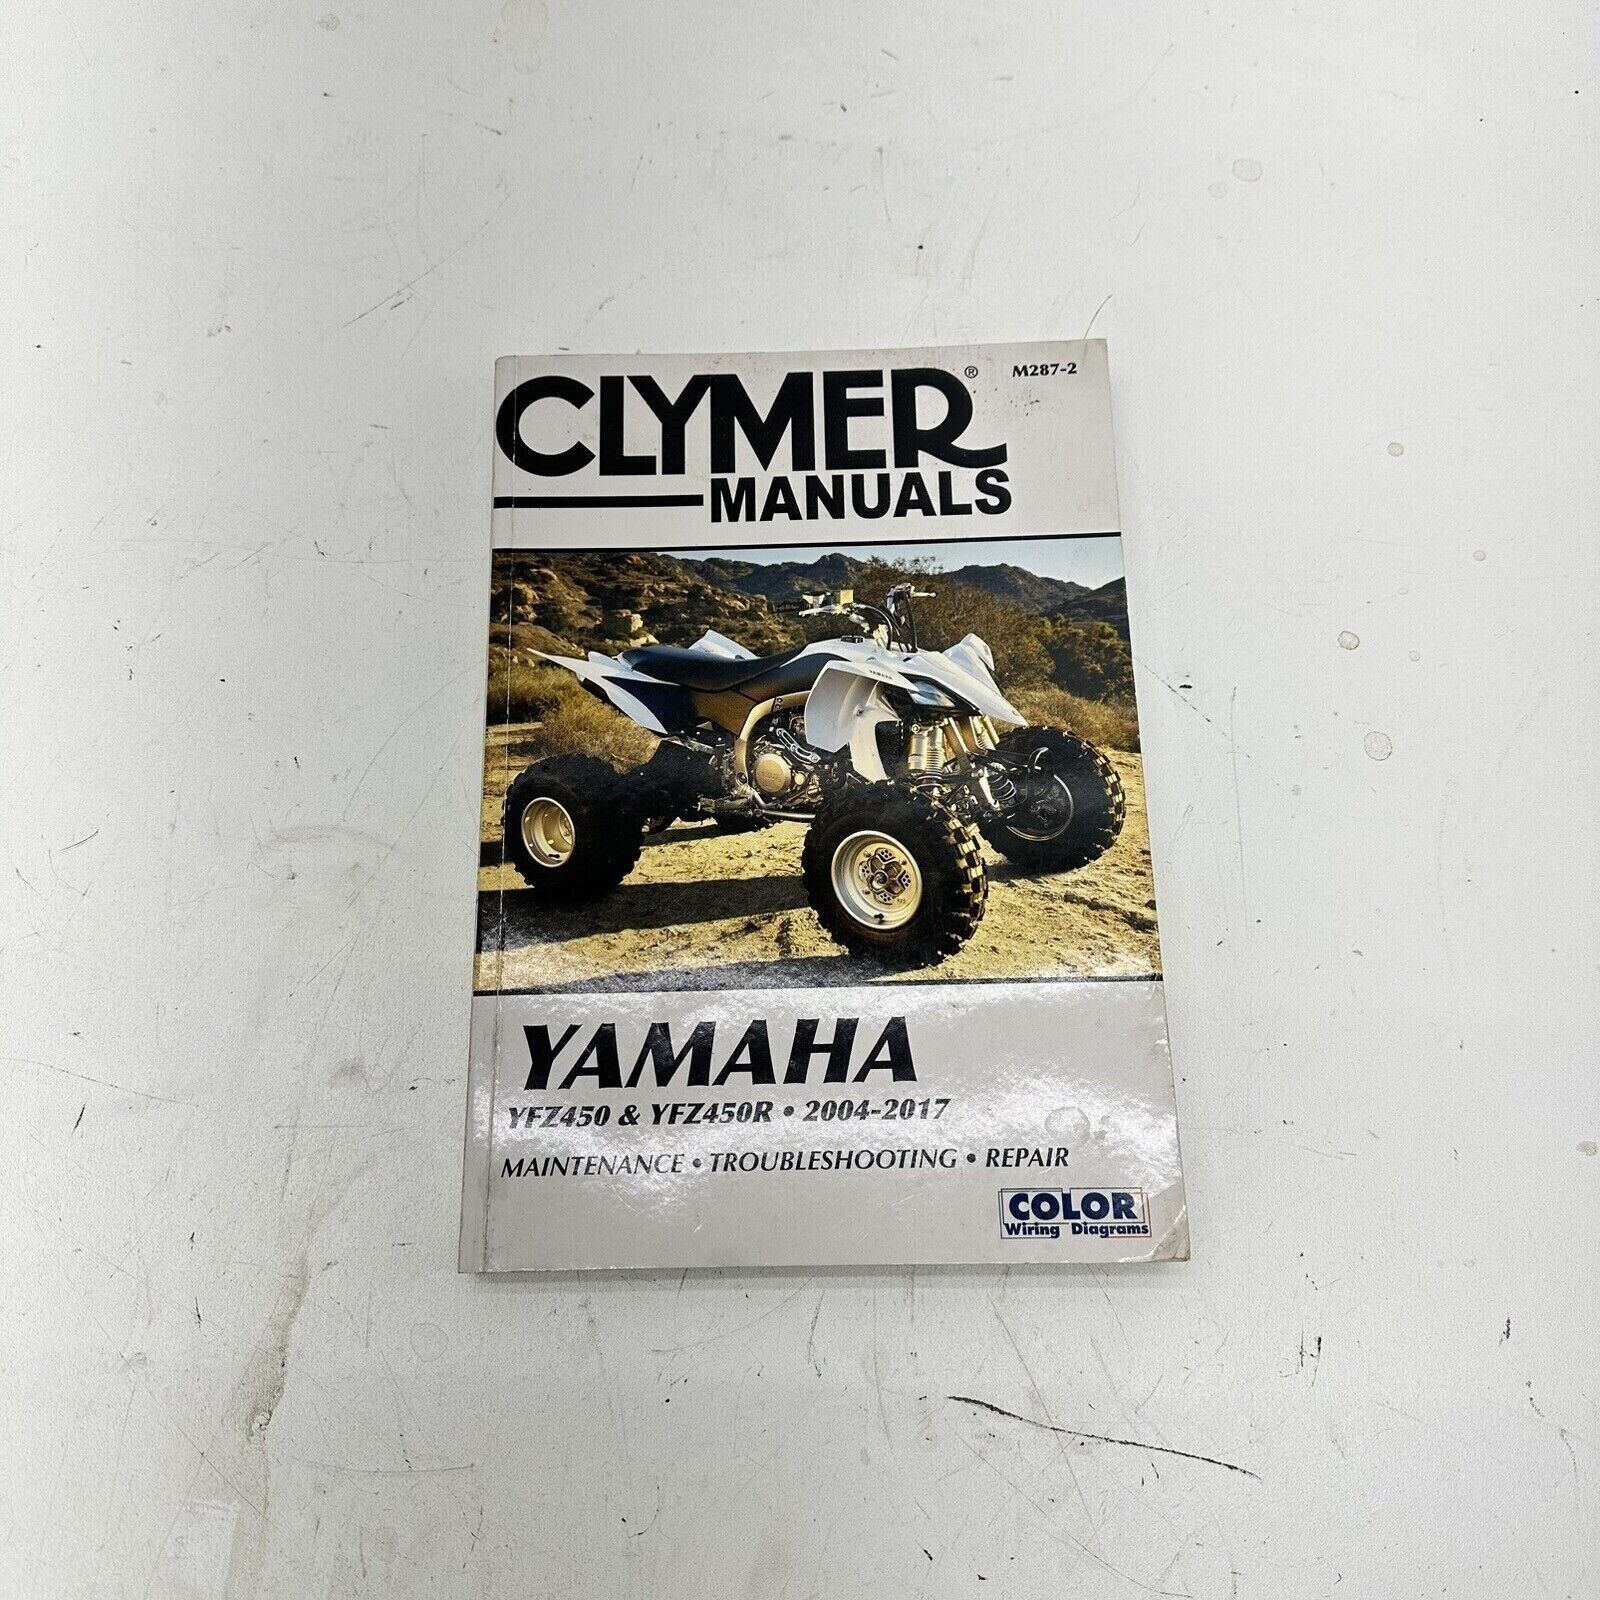 CLYMER®
M287-2
MANUALS
YAMAHA
YAMAHA
YFZ450 & YFZ450R • 2004-2017
MAINTENANCE • TROUBLESHOOTING • REPAIR
COLOR
Wiring Diagrams